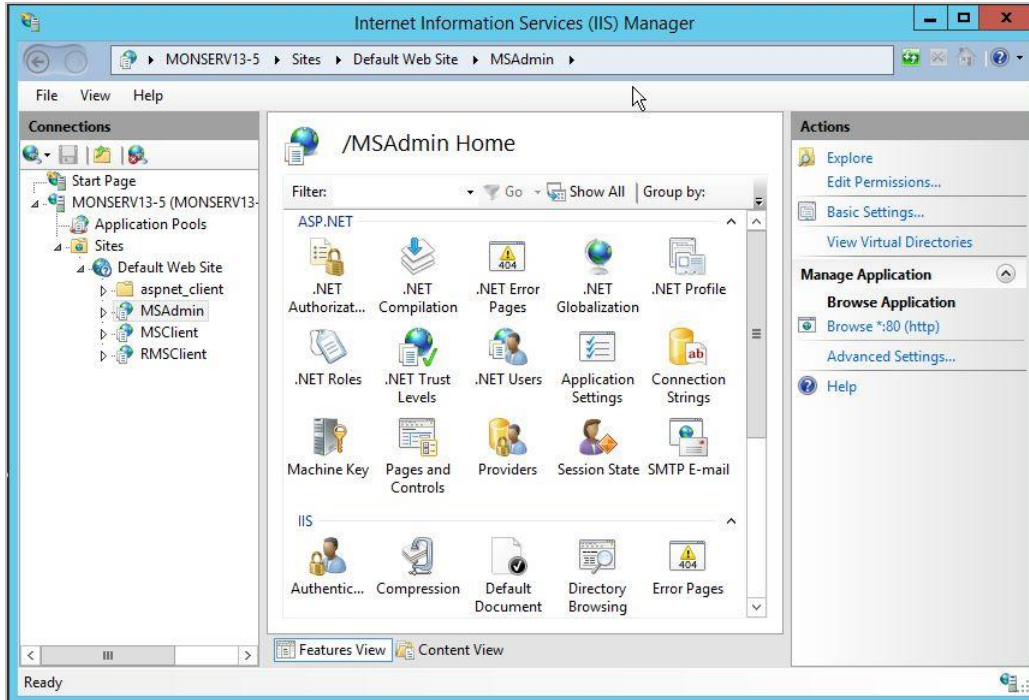 Internet Information Services (IIS) Manager
MONSERV13-5 Sites Default Web Site MSAdmin
File View Help
Connections
Start Page
MONSERV13-5 (MONSERV13-
Application Pools
Sites
Default Web Site
aspnet_client
MSAdmin
MSClient
RMSClient
/MSAdmin Home
Filter: Go Show All Group by:
ASP.NET
.NET Authorizat...
.NET Compilation
404
.NET Error Pages
.NET Globalization
.NET Profile
.NET Roles
.NET Trust Levels
.NET Users
Application Settings
ab
Connection Strings
Machine Key
Pages and Controls
Providers
Session State
SMTP E-mail
IIS
Authentic...
Compression
Default Document
Directory Browsing
404
Error Pages
Features View Content View
Actions
Explore
Edit Permissions...
Basic Settings...
View Virtual Directories
Manage Application
Browse Application
Browse *:80 (http)
Advanced Settings...
Help
Ready